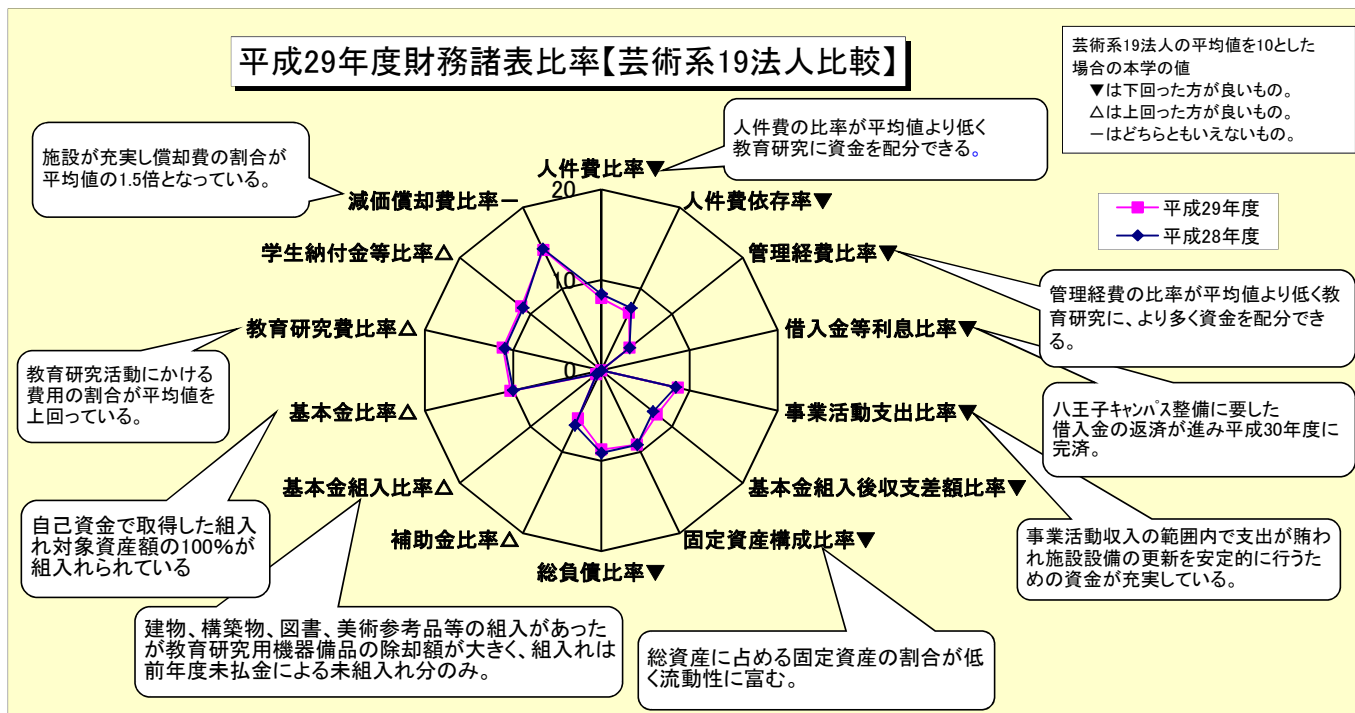 平成29年度財務諸表比率【芸術系19法人比較】
芸術系19法人の平均値を10とした
場合の本学の値
▼は下回った方が良いもの。
△は上回った方が良いもの。
－はどちらともいえないもの。
平成29年度
平成28年度
人件費の比率が平均値より低く
教育研究に資金を配分できる。
施設が充実し償却費の割合が
平均値の1.5倍となっている。
人件費比率▼
人件費依存率▼
管理経費比率▼
借入金等利息比率▼
事業活動支出比率▼
基本金組入後収支差額比率▼
固定資産構成比率▼
総負債比率▼
補助金比率△
基本金組入比率△
基本金比率△
教育研究費比率△
学生納付金等比率△
減価償却費比率－
20
10
0
管理経費の比率が平均値より低く教
育研究に、より多く資金を配分でき
る。
八王子キャンパス整備に要した
借入金の返済が進み平成30年度に
完済。
事業活動収入の範囲内で支出が賄わ
れ施設設備の更新を安定的に行うた
めの資金が充実している。
総資産に占める固定資産の割合が低
く流動性に富む。
教育研究活動にかける
費用の割合が平均値を
上回っている。
自己資金で取得した組入
れ対象資産額の100%が
組入れられている
建物、構築物、図書、美術参考品等の組入があった
が教育研究用機器備品の除却額が大きく、組入れは
前年度未払金による未組入れ分のみ。